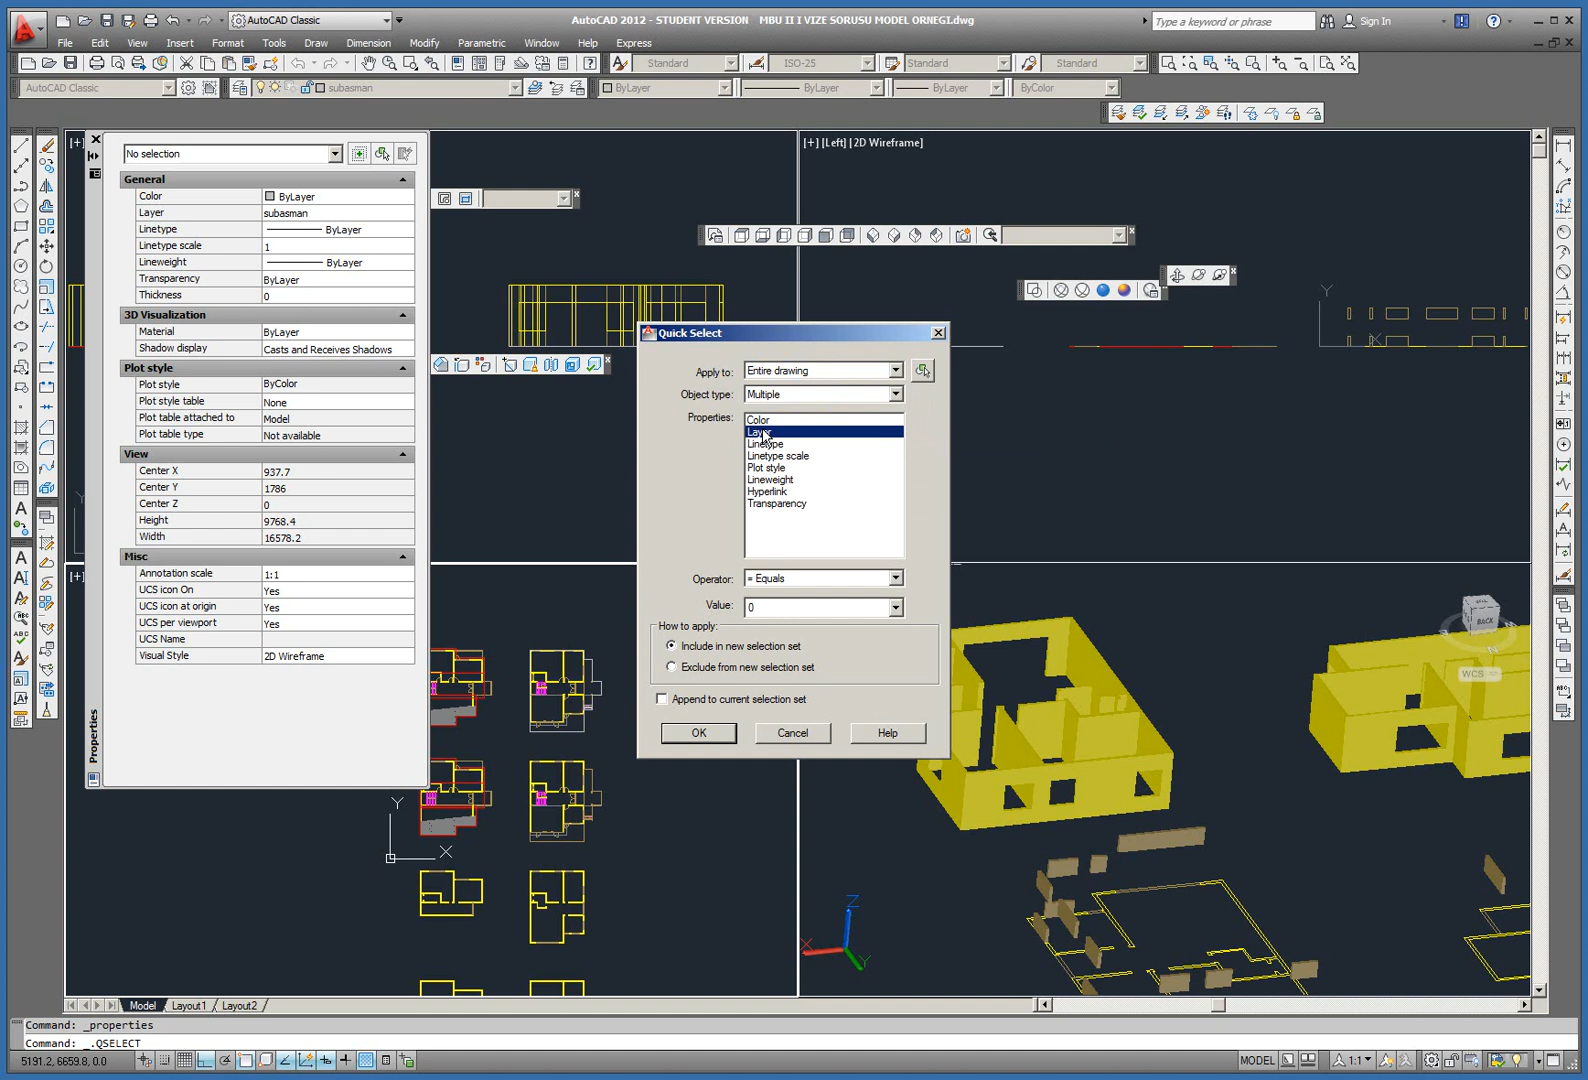 AutoCAD Classic
AutoCAD 2012 - STUDENT VERSION MBU II I VIZE SORUSU MODEL ORNEGI.dwg
Type a keyword or phrase
Sign In
File Edit View Insert Format Tools Draw Dimension Modify Parametric Window Help Express
Standard ISO-25 Standard Standard
AutoCAD Classic subasman ByLayer ByLayer ByLayer ByColor
[+] [Left] [2D Wireframe]
No selection
General
Color ByLayer
Layer subasman
Linetype ByLayer
Linetype scale 1
Lineweight ByLayer
Transparency ByLayer
Thickness 0
3D Visualization
Material ByLayer
Shadow display Casts and Receives Shadows
Plot style
Plot style ByColor
Plot style table None
Plot table attached to Model
Plot table type Not available
View
Center X 937.7
Center Y 1786
Center Z 0
Height 9768.4
Width 16578.2
Misc
Annotation scale 1:1
UCS icon On Yes
UCS icon at origin Yes
UCS per viewport Yes
UCS Name
Visual Style 2D Wireframe
Properties
Quick Select
Apply to: Entire drawing
Object type: Multiple
Properties: Color
Layer
Linetype
Linetype scale
Plot style
Lineweight
Hyperlink
Transparency
Operator: = Equals
Value: 0
How to apply:
Include in new selection set
Exclude from new selection set
Append to current selection set
OK Cancel Help
Y
X
BACK
WCS
Y
X
Z
X
Y
Model Layout1 Layout2
Command: _properties
Command: _.QSELECT
5191.2, 6659.8, 0.0
MODEL 1:1